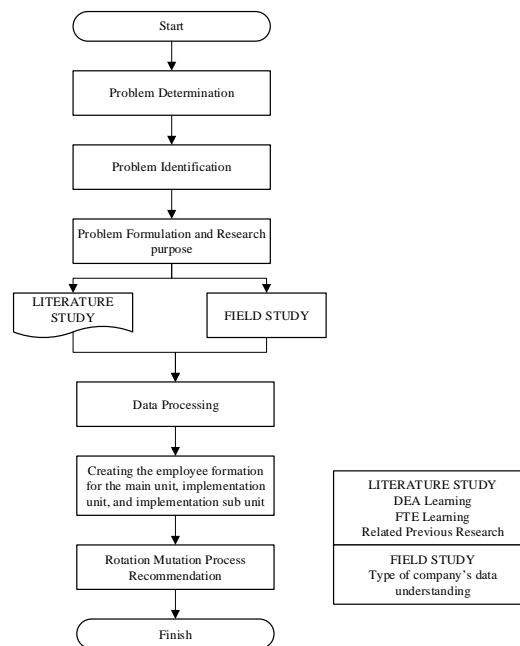 Start
Problem Determination
Problem Identification
Problem Formulation and Research
purpose
LITERATURE
STUDY
FIELD STUDY
Data Processing
Creating the employee formation
for the main unit, implementation
unit, and implementation sub unit
Rotation Mutation Process
Recommendation
Finish
LITERATURE STUDY
DEA Learning
FTE Learning
Related Previous Research
FIELD STUDY
Type of company's data
understanding